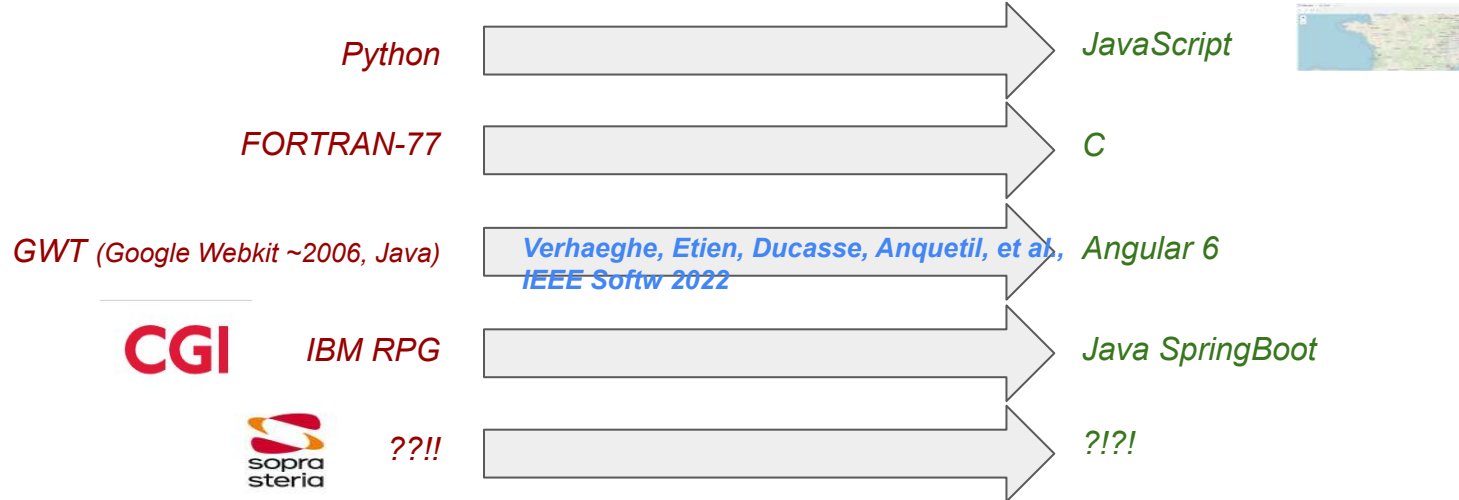 Python
JavaScript
FORTRAN-77
C
GWT (Google Webkit ~2006, Java)
Verhaeghe, Etien, Ducasse, Anquetil, et al.,
IEEE Softw 2022
Angular 6
CGI
IBM RPG
Java SpringBoot
sopra
steria
??!!
?!?!